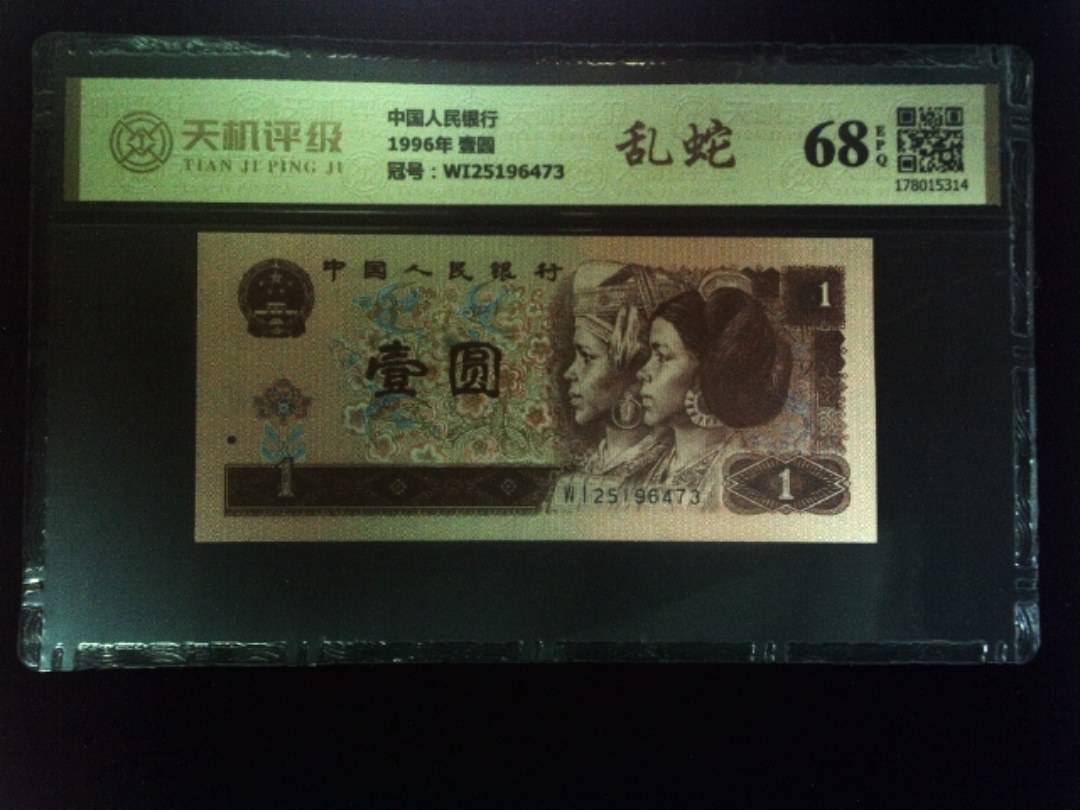 天机评级
TIAN JI PING JI
中国人民银行
1996年 壹圆
冠号：WI25196473
乱蛇
68
EPQ
178015314
中国人民银行
1
壹圆
1
WI25196473
1